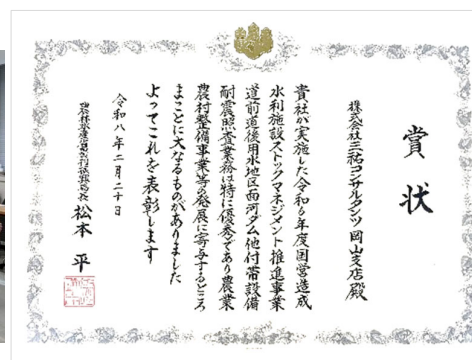 賞状
株式会社三祐コンサルタンツ岡山支店殿
貴社が実施した令和6年度国営造成
水利施設ストックマネジメント推進事業
道前道後用水地区面河ダム他付帯設備
耐震照査業務は特に優秀であり農業
農村整備事業等の発展に寄与するところ
まことに大なるものがありました
よってこれを表彰します
令和八年二月二十日
松本平